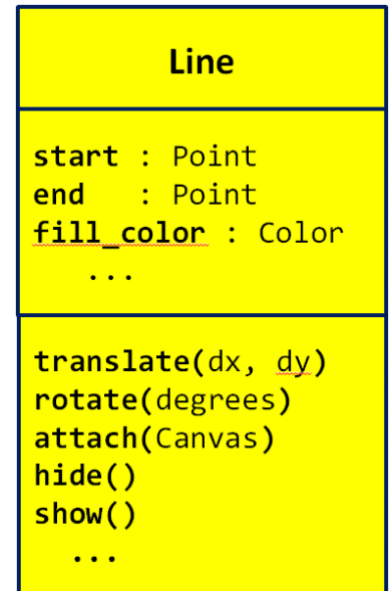 Line
start : Point
end   : Point
fill_color : Color
...
translate(dx, dy)
rotate(degrees)
attach(Canvas)
hide()
show()
...